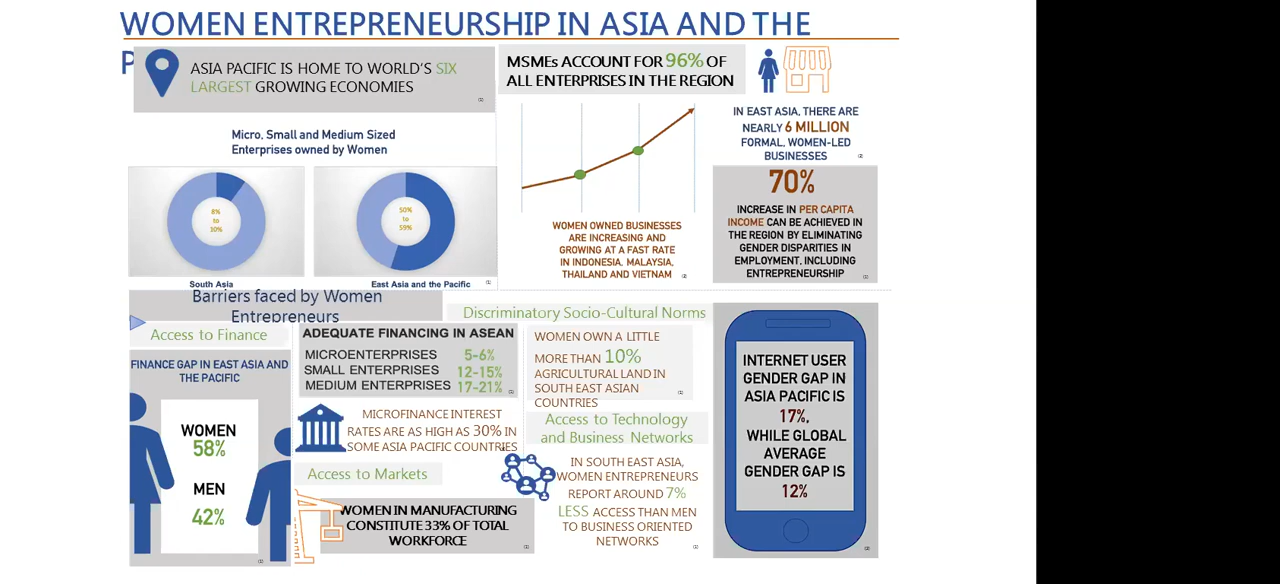 WOMEN ENTREPRENEURSHIP IN ASIA AND THE
P
ASIA PACIFIC IS HOME TO WORLD'S SIX
LARGEST GROWING ECONOMIES
MSMEs ACCOUNT FOR 96% OF
ALL ENTERPRISES IN THE REGION
Micro, Small and Medium Sized
Enterprises owned by Women
8%
to
10%
South Asia
50%
to
59%
East Asia and the Pacific
WOMEN OWNED BUSINESSES
ARE INCREASING AND
GROWING AT A FAST RATE
IN INDONESIA, MALAYSIA,
THAILAND AND VIETNAM
IN EAST ASIA, THERE ARE
NEARLY 6 MILLION
FORMAL, WOMEN-LED
BUSINESSES
70%
INCREASE IN PER CAPITA
INCOME CAN BE ACHIEVED IN
THE REGION BY ELIMINATING
GENDER DISPARITIES IN
EMPLOYMENT, INCLUDING
ENTREPRENEURSHIP
Barriers faced by Women
Entrepreneurs
Access to Finance
FINANCE GAP IN EAST ASIA AND
THE PACIFIC
WOMEN
58%
MEN
42%
ADEQUATE FINANCING IN ASEAN
MICROENTERPRISES 5-6%
SMALL ENTERPRISES 12-15%
MEDIUM ENTERPRISES 17-21%
MICROFINANCE INTEREST
RATES ARE AS HIGH AS 30% IN
SOME ASIA PACIFIC COUNTRIES
Access to Markets
WOMEN IN MANUFACTURING
CONSTITUTE 33% OF TOTAL
WORKFORCE
Discriminatory Socio-Cultural Norms
WOMEN OWN A LITTLE
MORE THAN 10%
AGRICULTURAL LAND IN
SOUTH EAST ASIAN
COUNTRIES
Access to Technology
and Business Networks
IN SOUTH EAST ASIA,
WOMEN ENTREPRENEURS
REPORT AROUND 7%
LESS ACCESS THAN MEN
TO BUSINESS ORIENTED
NETWORKS
INTERNET USER
GENDER GAP IN
ASIA PACIFIC IS
17%,
WHILE GLOBAL
AVERAGE
GENDER GAP IS
12%